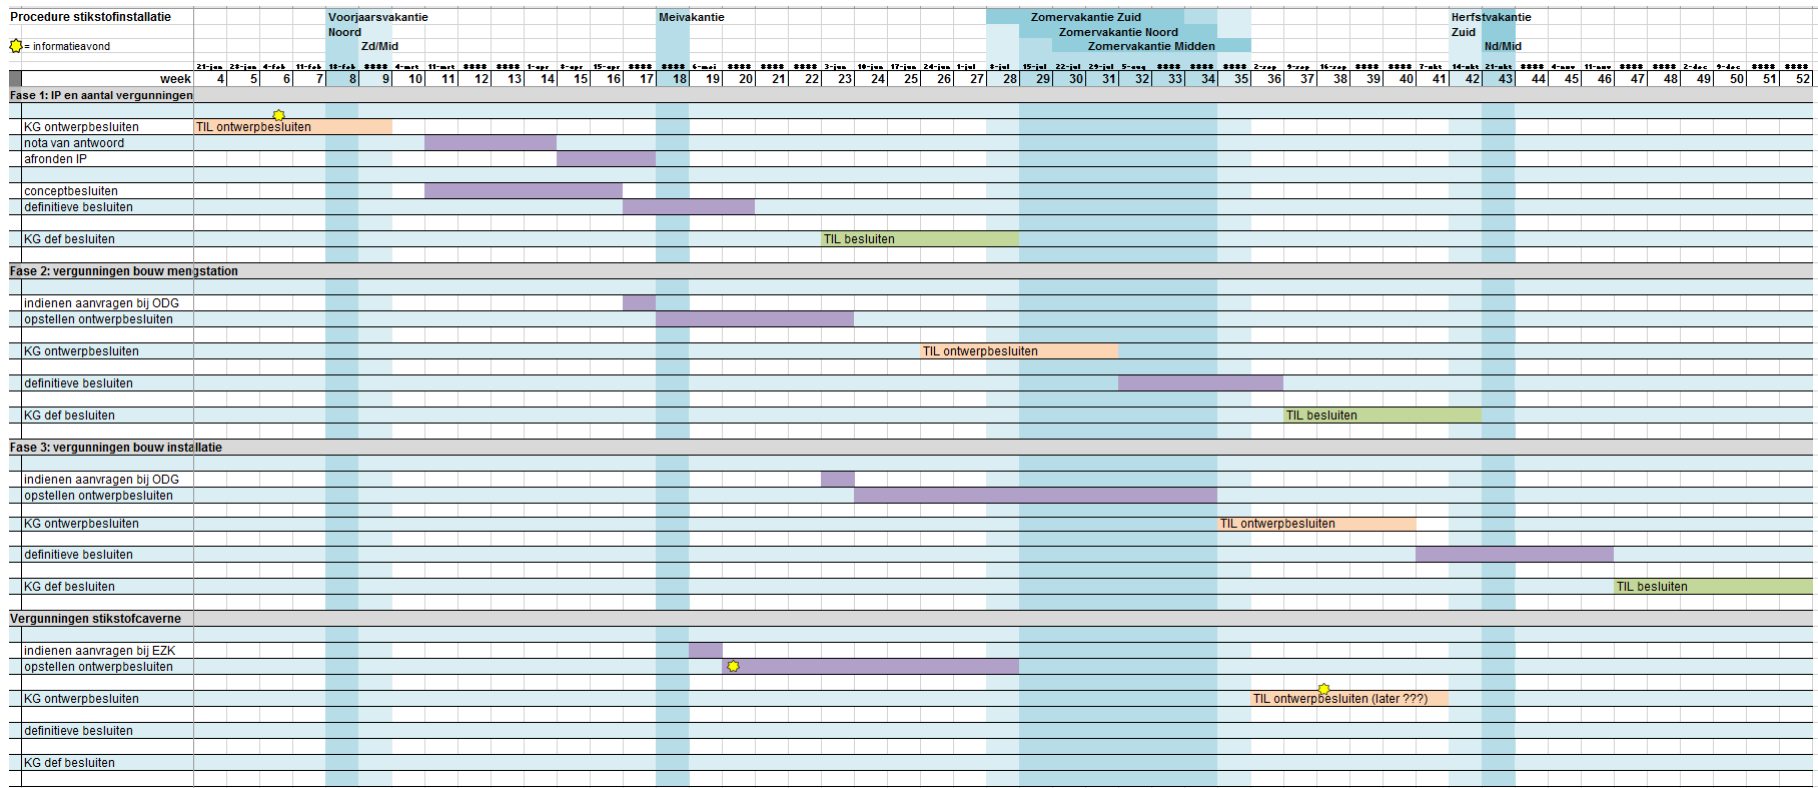 Procedure stikstofinstallatie
Voorjaarsvakantie
Meivakantie
Zomervakantie Zuid
Herfstvakantie
Noord
Zomervakantie Noord
Zuid
= informatieavond
Zd/Mid
Zomervakantie Midden
Nd/Mid
21-jan 28-jan 4-feb 11-feb 18-feb #### 4-mrt 11-mrt #### #### 1-apr 8-apr 15-apr #### #### 6-mei #### #### #### 3-jun 10-jun 17-jun 24-jun 1-jul 8-jul 15-jul 22-jul 29-jul 5-aug #### #### #### 2-sep 9-sep 16-sep #### #### 7-okt 14-okt 21-okt #### 4-nov 11-nov #### #### 2-dec 9-dec #### ####
week 4 5 6 7 8 9 10 11 12 13 14 15 16 17 18 19 20 21 22 23 24 25 26 27 28 29 30 31 32 33 34 35 36 37 38 39 40 41 42 43 44 45 46 47 48 49 50 51 52
Fase 1: IP en aantal vergunningen
KG ontwerpbesluiten TIL ontwerpbesluiten
nota van antwoord
afronden IP
conceptbesluiten
definitieve besluiten
KG def besluiten TIL besluiten
Fase 2: vergunningen bouw mengstation
indienen aanvragen bij ODG
opstellen ontwerpbesluiten
KG ontwerpbesluiten TIL ontwerpbesluiten
definitieve besluiten
KG def besluiten TIL besluiten
Fase 3: vergunningen bouw installatie
indienen aanvragen bij ODG
opstellen ontwerpbesluiten
KG ontwerpbesluiten TIL ontwerpbesluiten
definitieve besluiten
KG def besluiten TIL besluiten
Vergunningen stikstofcaverne
indienen aanvragen bij EZK
opstellen ontwerpbesluiten
KG ontwerpbesluiten TIL ontwerpbesluiten (later ???)
definitieve besluiten
KG def besluiten